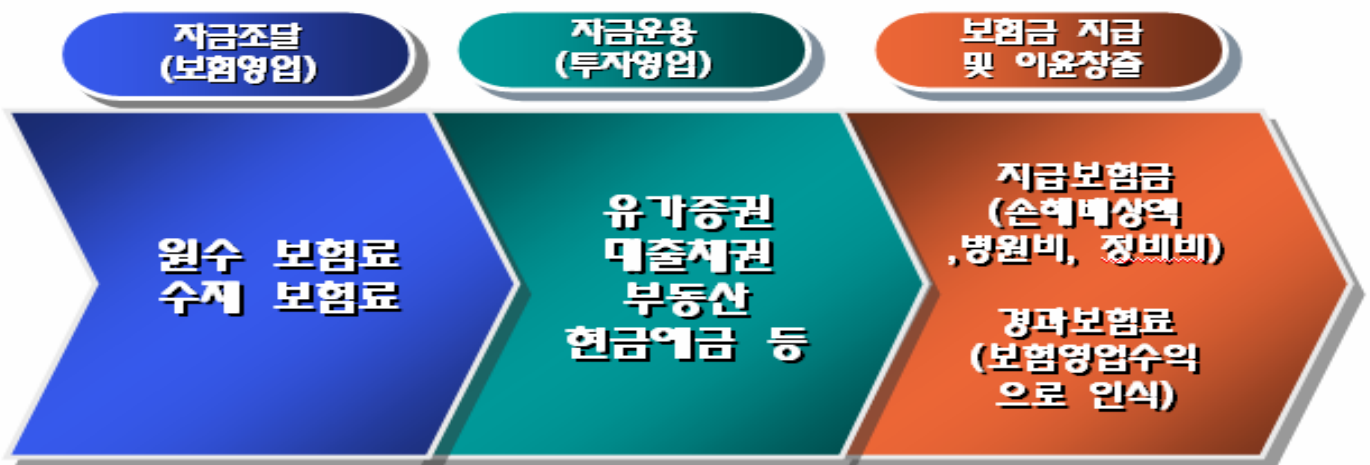 자금조달
(보험영업)
자금운용
(투자영업)
보험금 지급
및 이윤창출
원수 보험료
수재 보험료
유가증권
대출채권
부동산
현금예금 등
지급보험금
(손해배상액
,병원비, 정비비)
경과보험료
(보험영업수익
으로 인식)